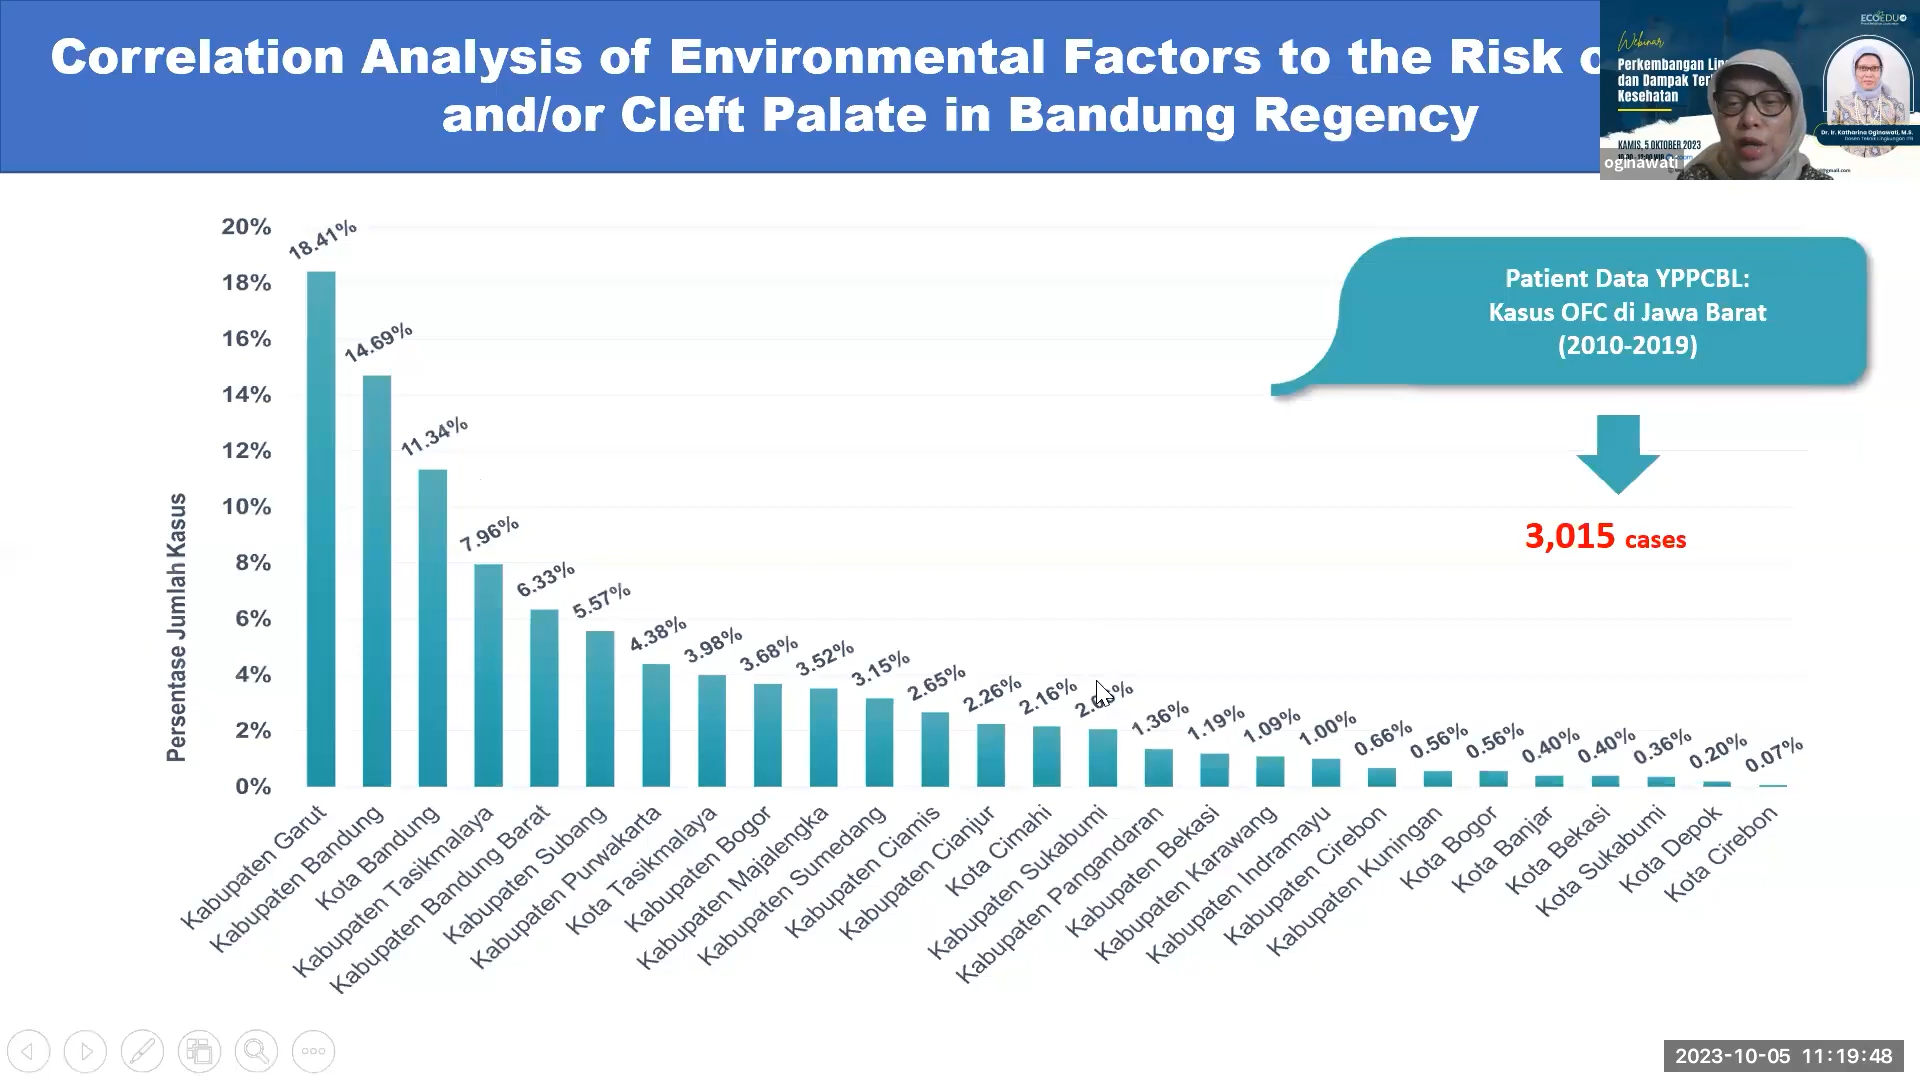 Correlation Analysis of Environmental Factors to the Risk
and/or Cleft Palate in Bandung Regency
ECOEDU
Webinar
Perkembangan
dan Dampak
Kesehatan
KAMIS, 5 OKTOBER 2023
Dr. Ir. Katharina Oginawati, M.S.
oginawati
Patient Data YPPCBL:
Kasus OFC di Jawa Barat
(2010-2019)
3,015 cases
Persentase Jumlah Kasus
20%
18%
16%
14%
12%
10%
8%
6%
4%
2%
0%
18.41%
14.69%
11.34%
7.96%
6.33%
5.57%
4.38%
3.98%
3.68%
3.52%
3.15%
2.65%
2.26%
2.16%
1.36%
1.19%
1.09%
1.00%
0.66%
0.56%
0.56%
0.40%
0.40%
0.36%
0.20%
0.07%
Kabupaten Garut
Kabupaten Bandung
Kota Bandung
Kabupaten Tasikmalaya
Kabupaten Bandung Barat
Kabupaten Subang
Kabupaten Purwakarta
Kota Tasikmalaya
Kabupaten Bogor
Kabupaten Majalengka
Kabupaten Sumedang
Kabupaten Ciamis
Kabupaten Cianjur
Kota Cimahi
Kabupaten Sukabumi
Kabupaten Pangandaran
Kabupaten Bekasi
Kabupaten Karawang
Kabupaten Indramayu
Kabupaten Cirebon
Kabupaten Kuningan
Kota Bogor
Kota Banjar
Kota Bekasi
Kota Sukabumi
Kota Depok
Kota Cirebon
2023-10-05 11:19:48